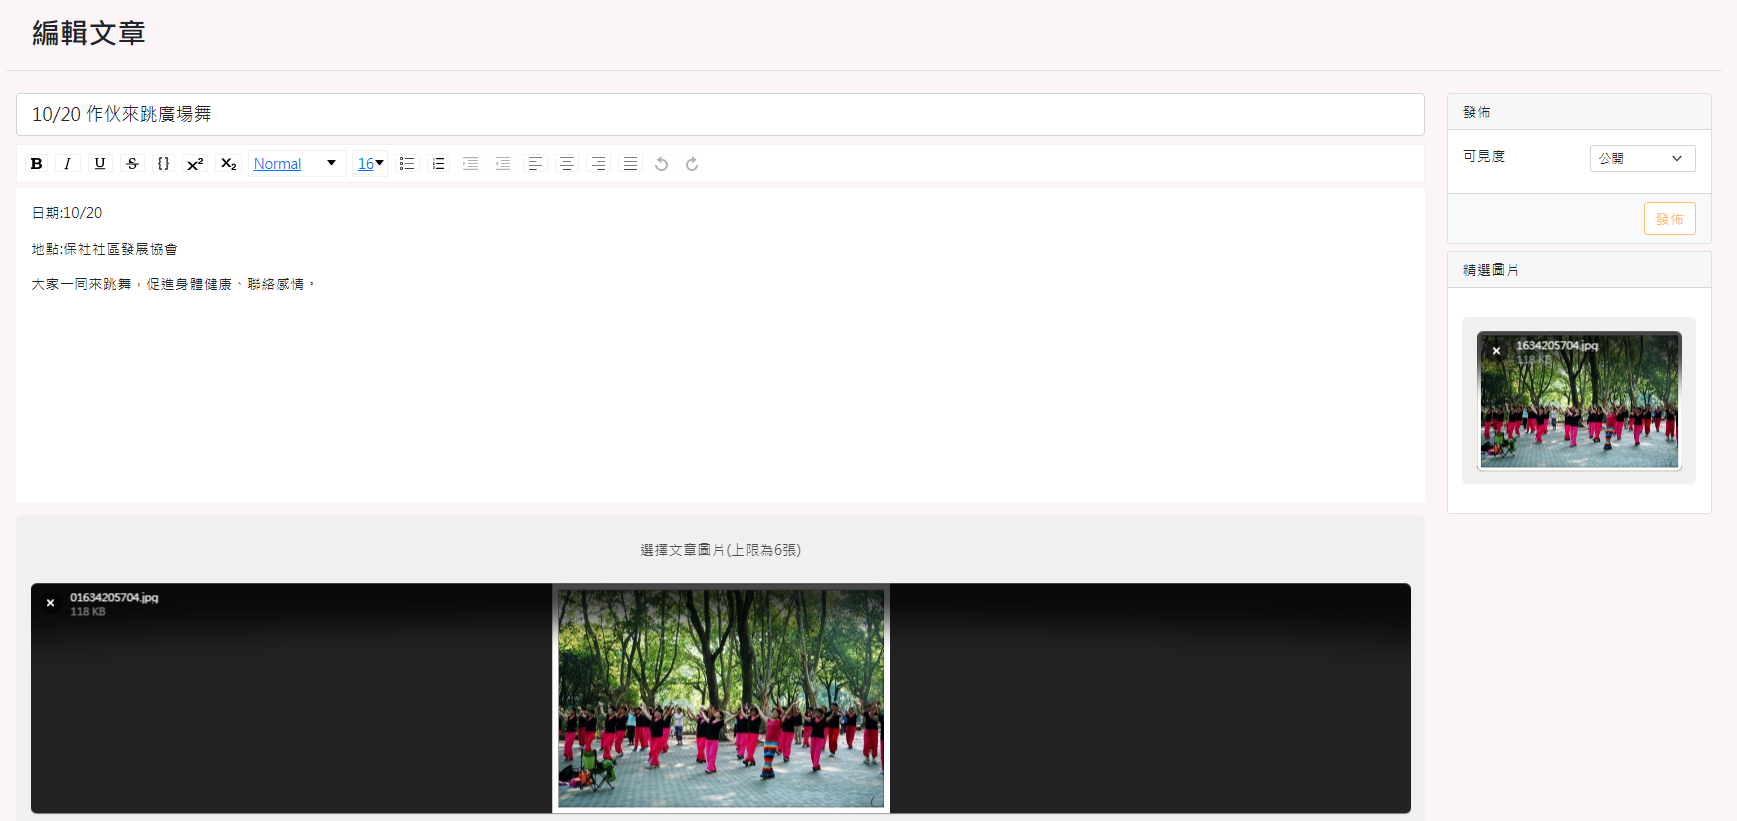 編輯文章
10/20 作伙來跳廣場舞
B I U S {} X² X₂ Normal 16
日期:10/20
地點:保社社區發展協會
大家一同來跳舞，促進身體健康、聯絡感情。
選擇文章圖片(上限為6張)
01634205704.jpg
118 KB
發佈
可見度 公開
發佈
精選圖片
1634205704.jpg
118 KB